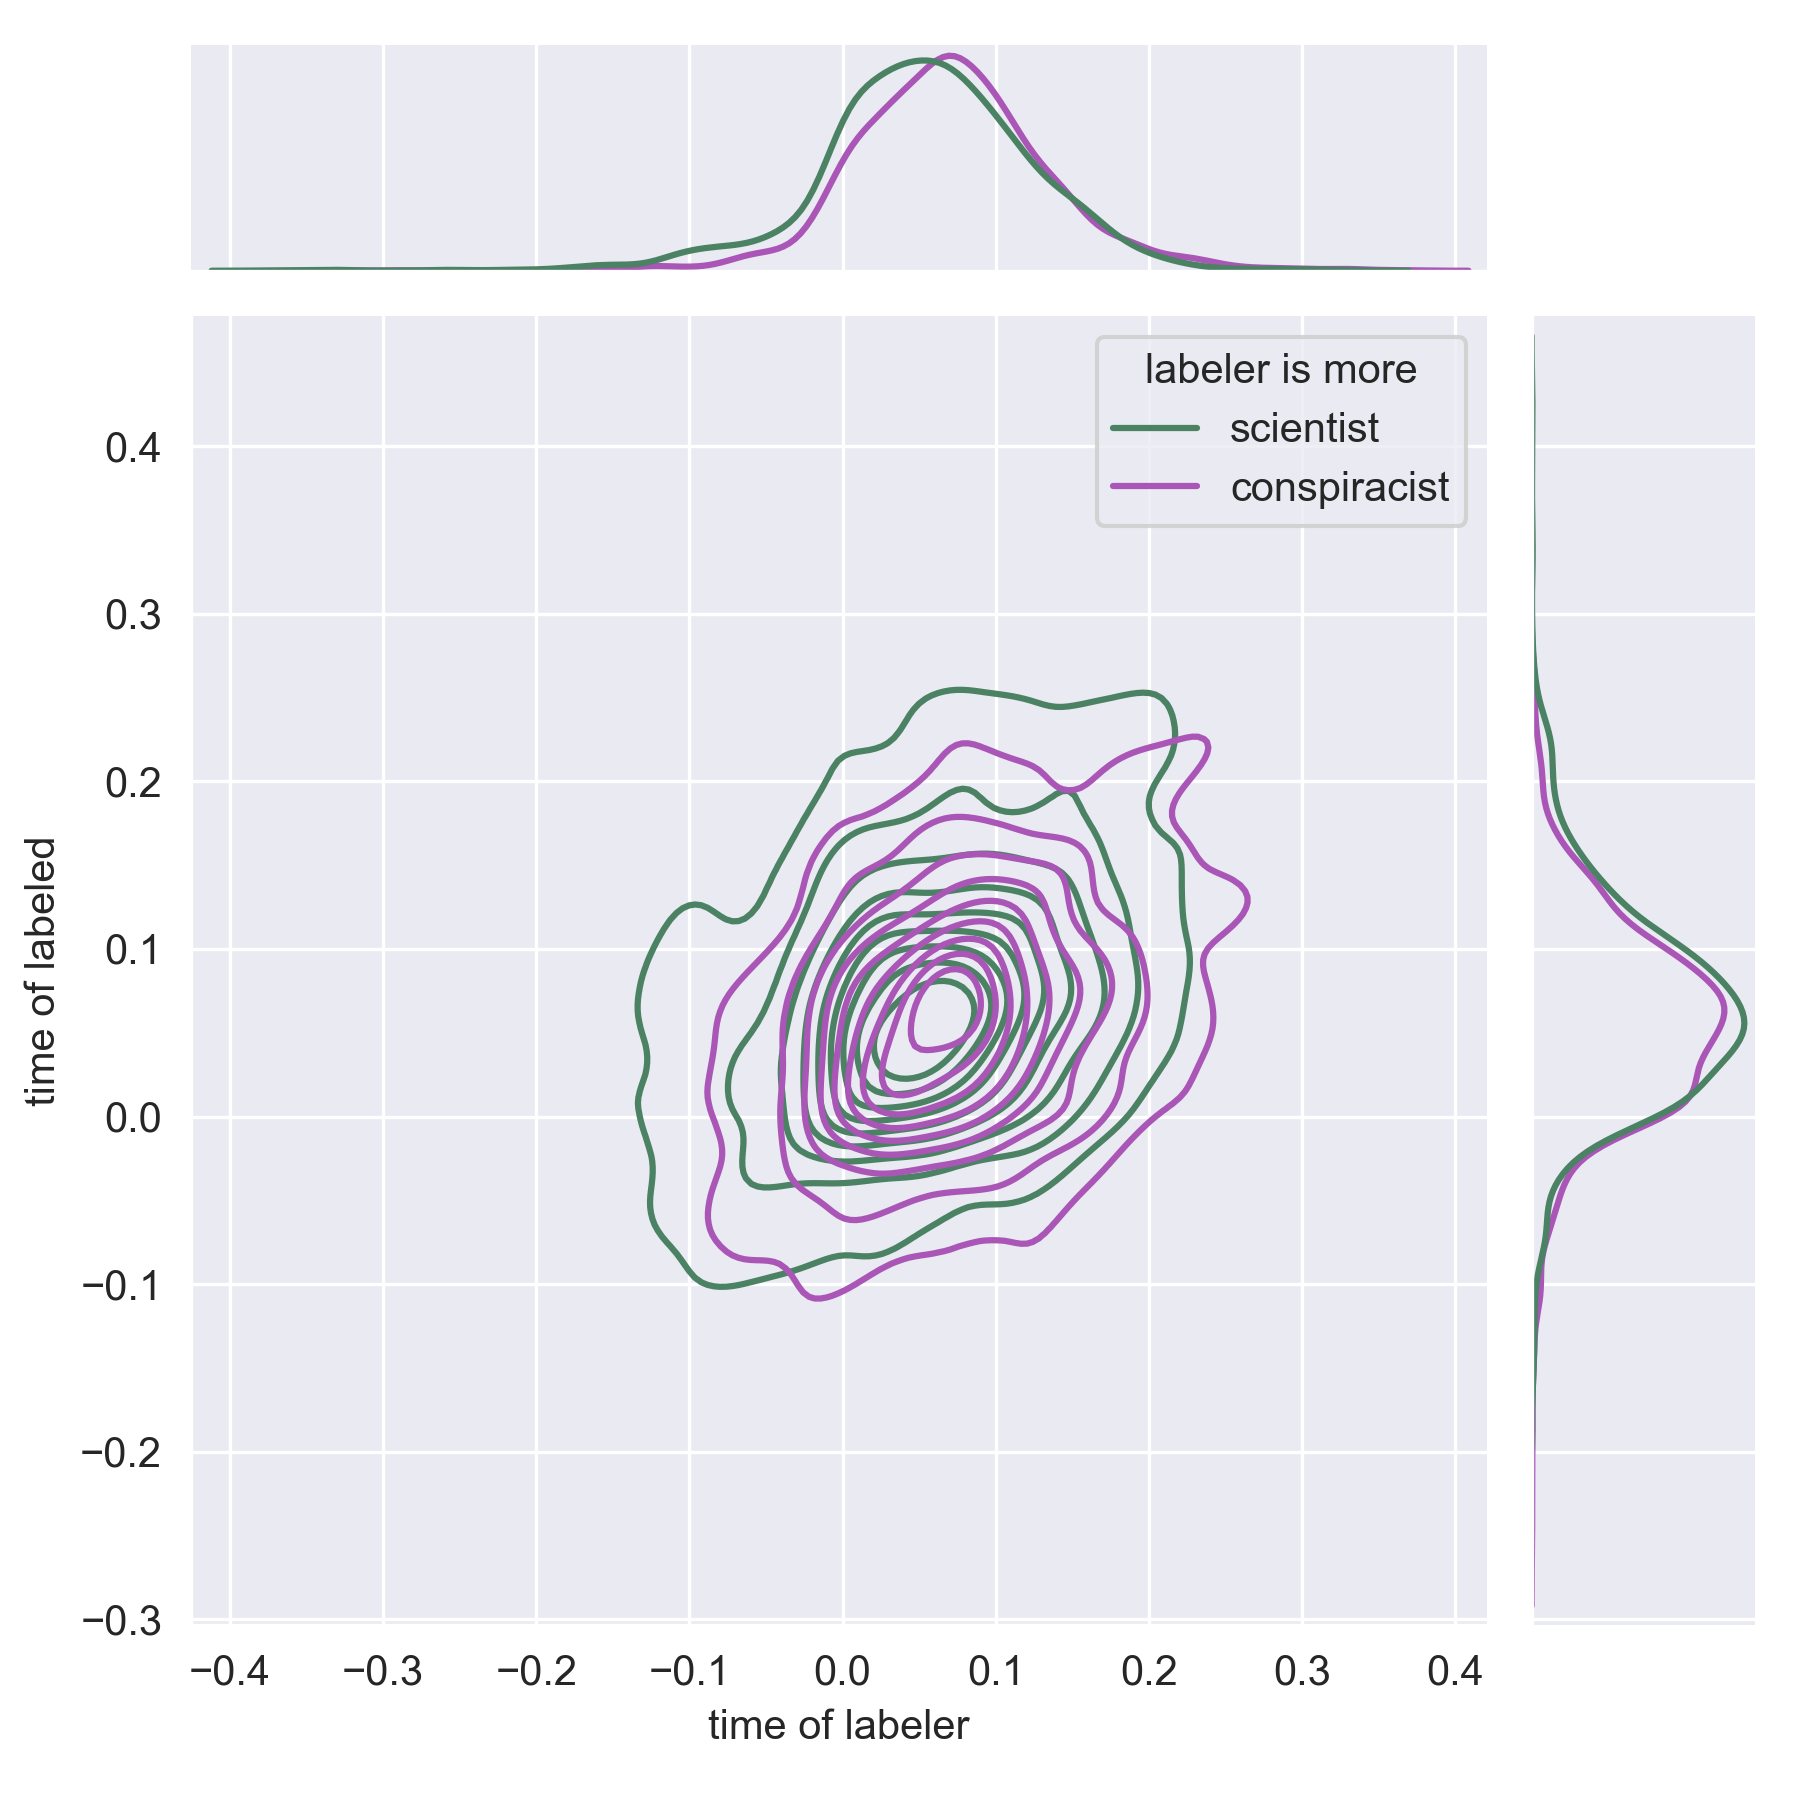 labeler is more
scientist
conspiracist
0.4
0.3
0.2
0.1
0.0
−0.1
−0.2
−0.3
time of labeled
−0.4 −0.3 −0.2 −0.1 0.0 0.1 0.2 0.3 0.4
time of labeler